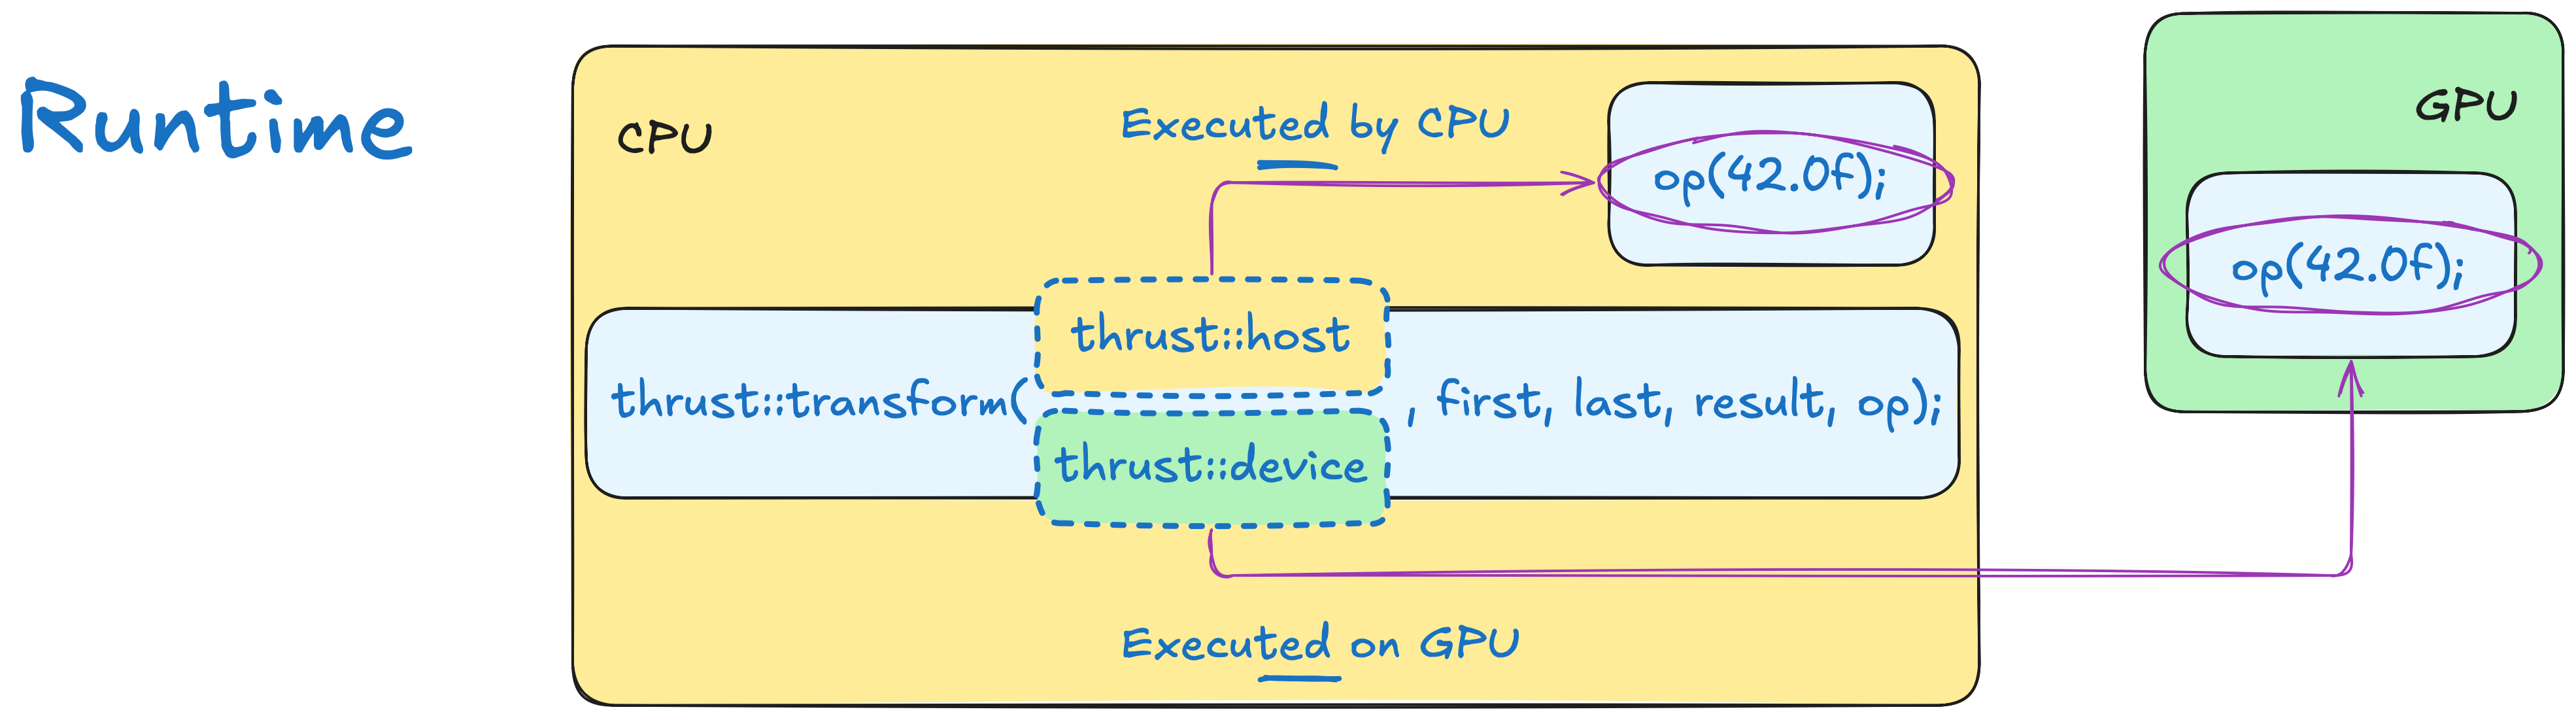 Runtime
CPU
Executed by CPU
op(42.0f);
GPU
op(42.0f);
thrust::host
thrust::transform( , first, last, result, op);
thrust::device
Executed on GPU